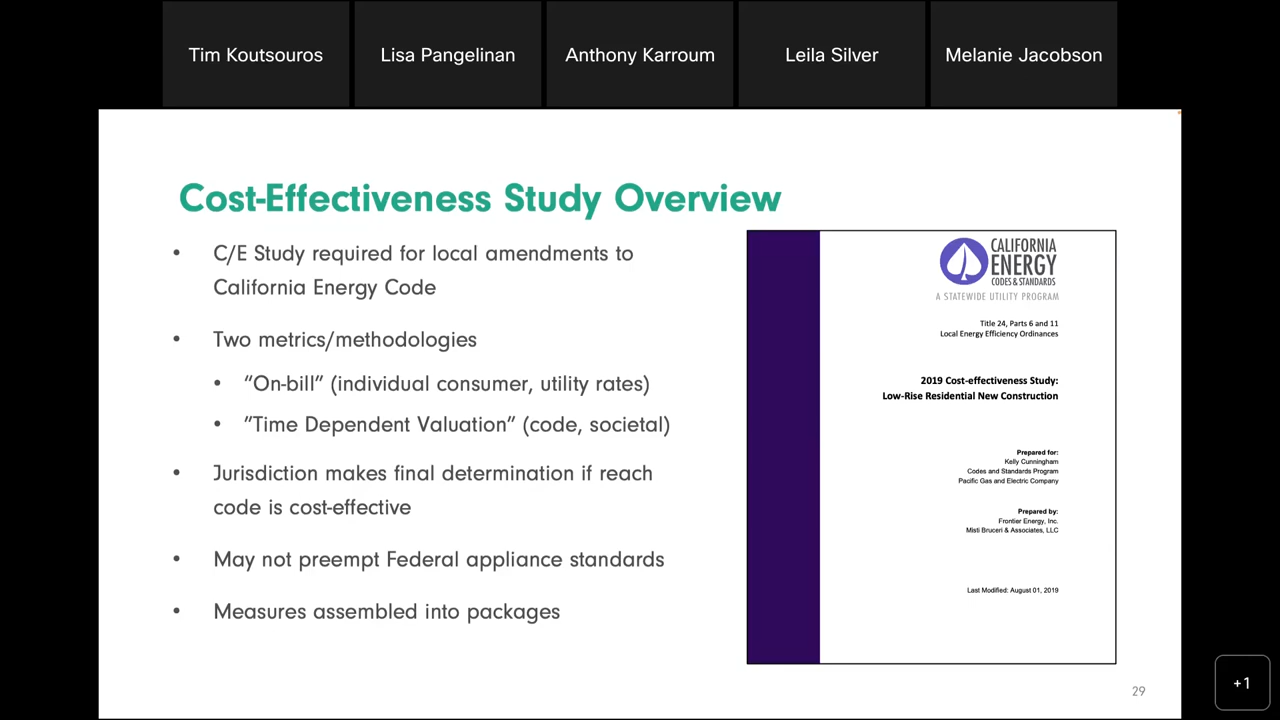 Tim Koutsouros
Lisa Pangelinan
Anthony Karroum
Leila Silver
Melanie Jacobson
Cost-Effectiveness Study Overview
• C/E Study required for local amendments to
California Energy Code
• Two metrics/methodologies
• “On-bill” (individual consumer, utility rates)
• “Time Dependent Valuation” (code, societal)
• Jurisdiction makes final determination if reach
code is cost-effective
• May not preempt Federal appliance standards
• Measures assembled into packages
CALIFORNIA
ENERGY
CODES & STANDARDS
A STATEWIDE UTILITY PROGRAM
Title 24, Parts 6 and 11
Local Energy Efficiency Ordinances
2019 Cost-effectiveness Study:
Low-Rise Residential New Construction
Prepared for:
Kelly Cunningham
Codes and Standards Program
Pacific Gas and Electric Company
Prepared by:
Frontier Energy, Inc.
Misti Bruceri & Associates, LLC
Last Modified: August 01, 2019
29
+1